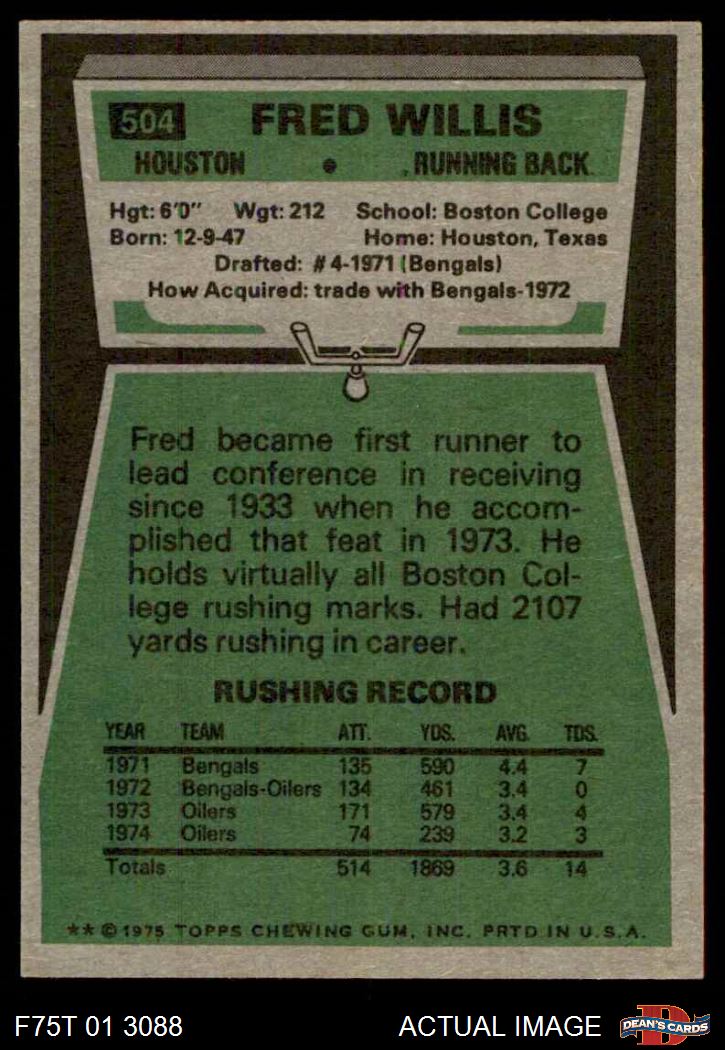 504 FRED WILLIS
HOUSTON • RUNNING BACK
Hgt: 6'0" Wgt: 212 School: Boston College
Born: 12-9-47 Home: Houston, Texas
Drafted: #4-1971 (Bengals)
How Acquired: trade with Bengals-1972
Fred became first runner to
lead conference in receiving
since 1933 when he accom-
plished that feat in 1973. He
holds virtually all Boston Col-
lege rushing marks. Had 2107
yards rushing in career.
RUSHING RECORD
YEAR TEAM ATT. YDS. AVG. TDS.
1971 Bengals 135 590 4.4 7
1972 Bengals-Oilers 134 461 3.4 0
1973 Oilers 171 579 3.4 4
1974 Oilers 74 239 3.2 3
Totals 514 1869 3.6 14
** © 1975 TOPPS CHEWING GUM, INC. PRTD IN U.S.A.
F75T 01 3088 ACTUAL IMAGE D DEAN'S CARDS